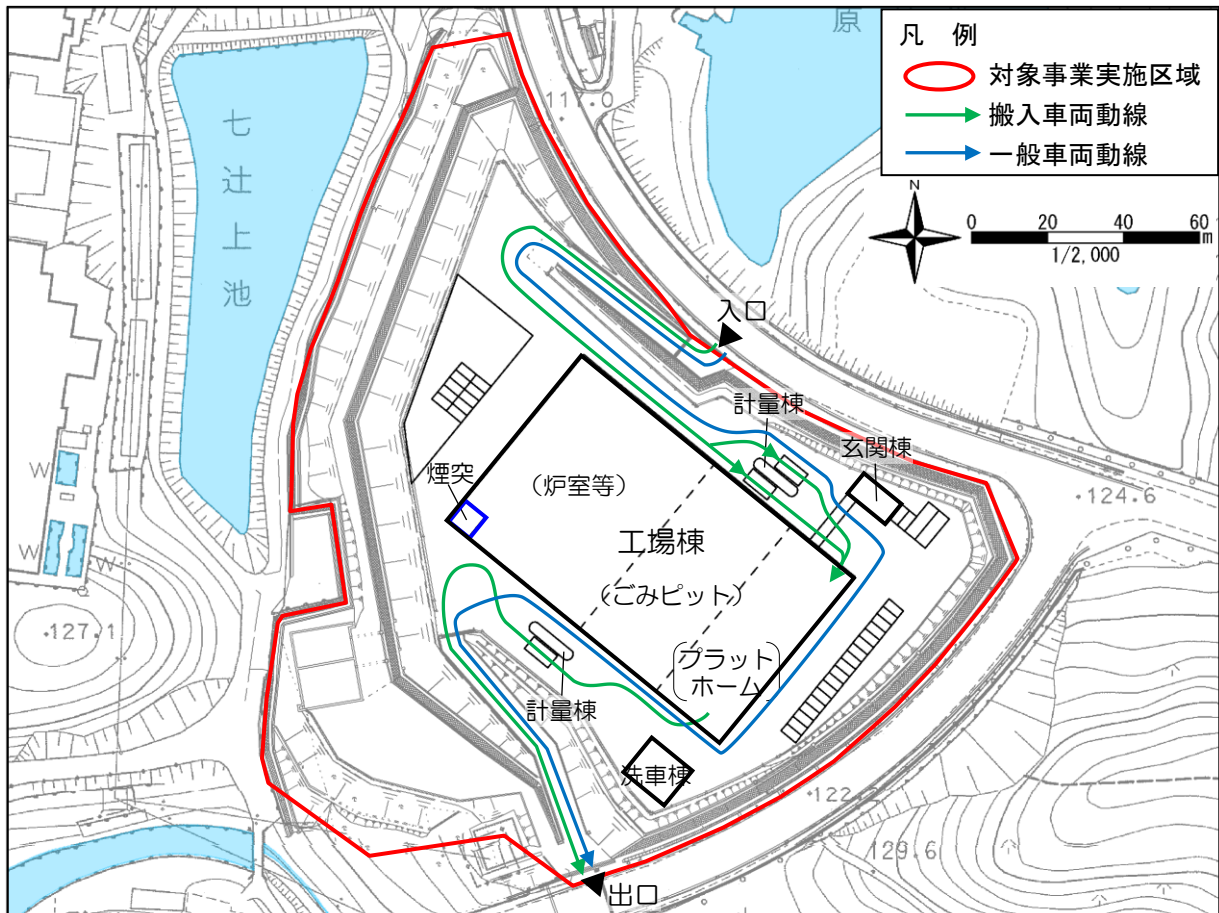 原
凡 例
対象事業実施区域
搬入車両動線
一般車両動線
117.0
七辻上池
N
0 20 40 60
m
1/2,000
入口
計量棟
玄関棟
124.6
煙突
(炉室等)
工場棟
(ごみピット)
W
W
W
127.1
プラット
ホーム
計量棟
洗車棟
122.
129.6
出口